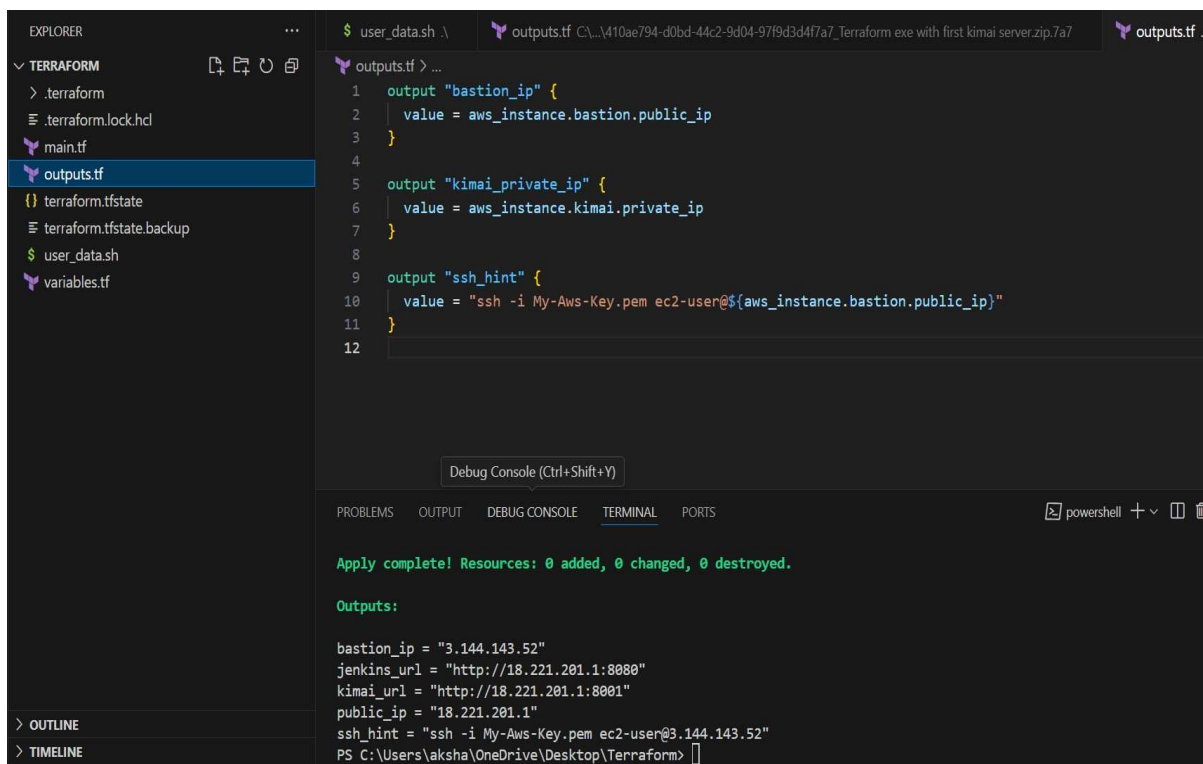 EXPLORER
TERRAFORM
.terraform
.terraform.lock.hcl
main.tf
outputs.tf
{} terraform.tfstate
terraform.tfstate.backup
$ user_data.sh
variables.tf
OUTLINE
TIMELINE
$ user_data.sh .\
outputs.tf C:\...\410ae794-d0bd-44c2-9d04-97f9d3d4f7a7_Terraform exe with first kimai server.zip.7a7
outputs.tf .
outputs.tf > ...
1 output "bastion_ip" {
2 value = aws_instance.bastion.public_ip
3 }
4
5 output "kimai_private_ip" {
6 value = aws_instance.kimai.private_ip
7 }
8
9 output "ssh_hint" {
10 value = "ssh -i My-Aws-Key.pem ec2-user@${aws_instance.bastion.public_ip}"
11 }
12
Debug Console (Ctrl+Shift+Y)
PROBLEMS OUTPUT DEBUG CONSOLE TERMINAL PORTS
powershell
Apply complete! Resources: 0 added, 0 changed, 0 destroyed.
Outputs:
bastion_ip = "3.144.143.52"
jenkins_url = "http://18.221.201.1:8080"
kimai_url = "http://18.221.201.1:8001"
public_ip = "18.221.201.1"
ssh_hint = "ssh -i My-Aws-Key.pem ec2-user@3.144.143.52"
PS C:\Users\aksha\OneDrive\Desktop\Terraform>